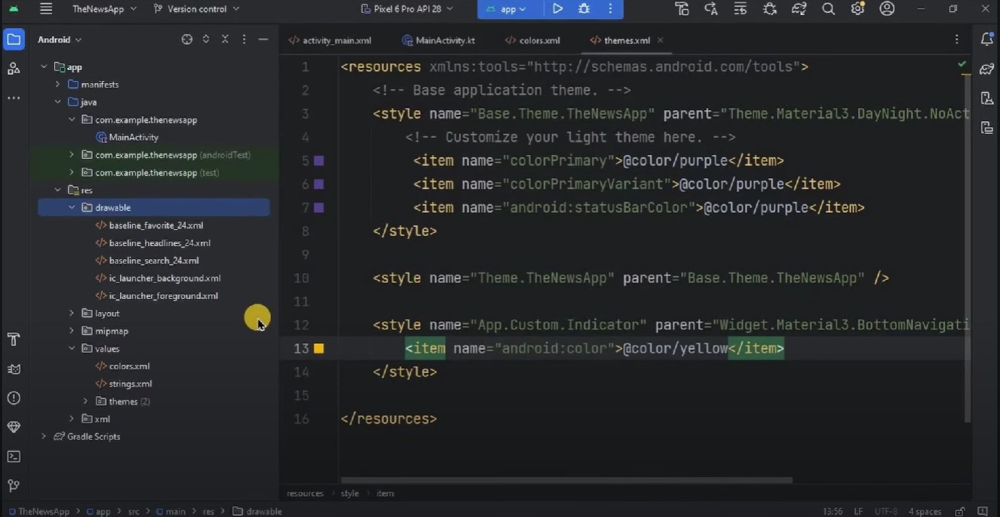 TheNewsApp Version control Pixel 6 Pro API 28 app
Android
app
manifests
java
com.example.thenewsapp
MainActivity
com.example.thenewsapp (androidTest)
com.example.thenewsapp (test)
res
drawable
baseline_favorite_24.xml
baseline_headlines_24.xml
baseline_search_24.xml
ic_launcher_background.xml
ic_launcher_foreground.xml
layout
mipmap
values
colors.xml
strings.xml
themes (2)
xml
Gradle Scripts
activity_main.xml MainActivity.kt colors.xml themes.xml
1 <resources xmlns:tools="http://schemas.android.com/tools">
2 <!-- Base application theme. -->
3 <style name="Base.Theme.TheNewsApp" parent="Theme.Material3.DayNight.NoAct
4 <!-- Customize your light theme here. -->
5 <item name="colorPrimary">@color/purple</item>
6 <item name="colorPrimaryVariant">@color/purple</item>
7 <item name="android:statusBarColor">@color/purple</item>
8 </style>
9
10 <style name="Theme.TheNewsApp" parent="Base.Theme.TheNewsApp" />
11
12 <style name="App.Custom.Indicator" parent="Widget.Material3.BottomNavigati
13 <item name="android:color">@color/yellow</item>
14 </style>
15
16 </resources>
resources > style > item
TheNewsApp > app > src > main > res > drawable 13:56 LF UTF-8 4 spaces